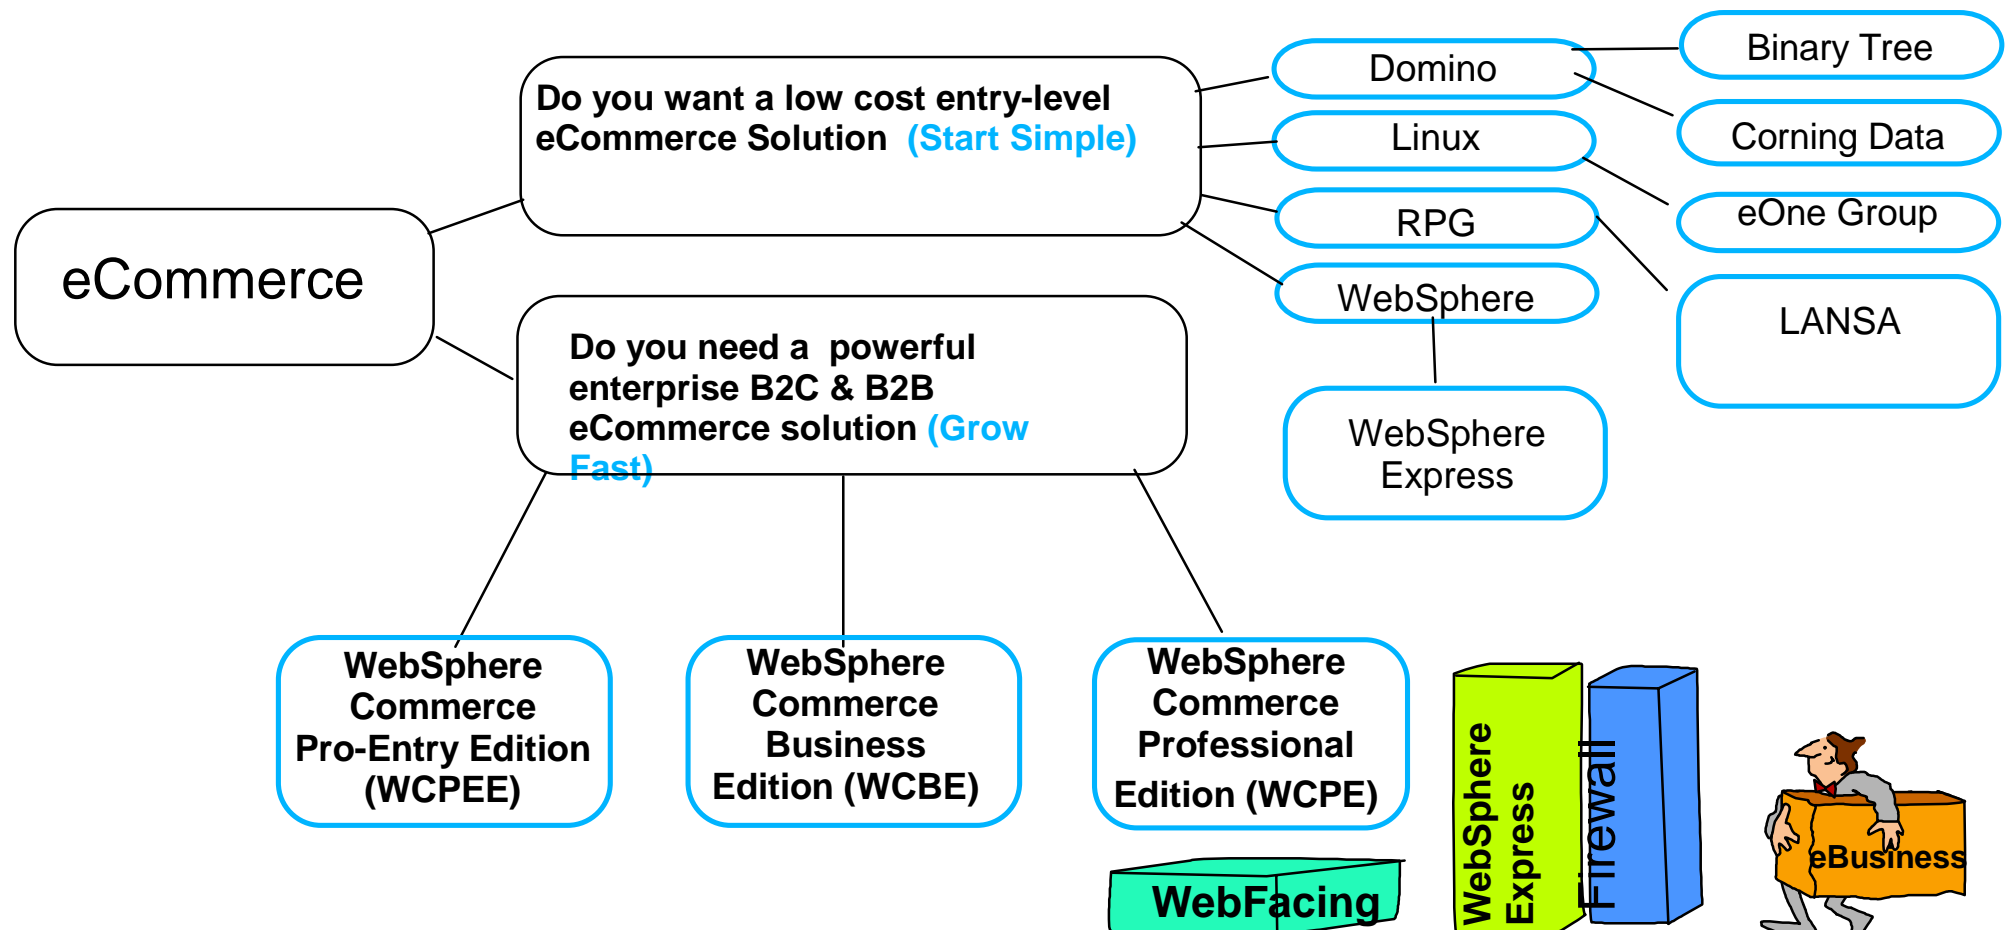 eCommerce
Do you want a low cost entry-level
eCommerce Solution (Start Simple)
Do you need a powerful
enterprise B2C & B2B
eCommerce solution (Grow
Fast)
Domino
Linux
RPG
WebSphere
WebSphere
Express
Binary Tree
Corning Data
eOne Group
LANSA
WebSphere
Commerce
Pro-Entry Edition
(WCPEE)
WebSphere
Commerce
Business
Edition (WCBE)
WebSphere
Commerce
Professional
Edition (WCPE)
WebFacing
WebSphere
Express
Firewall
eBusiness